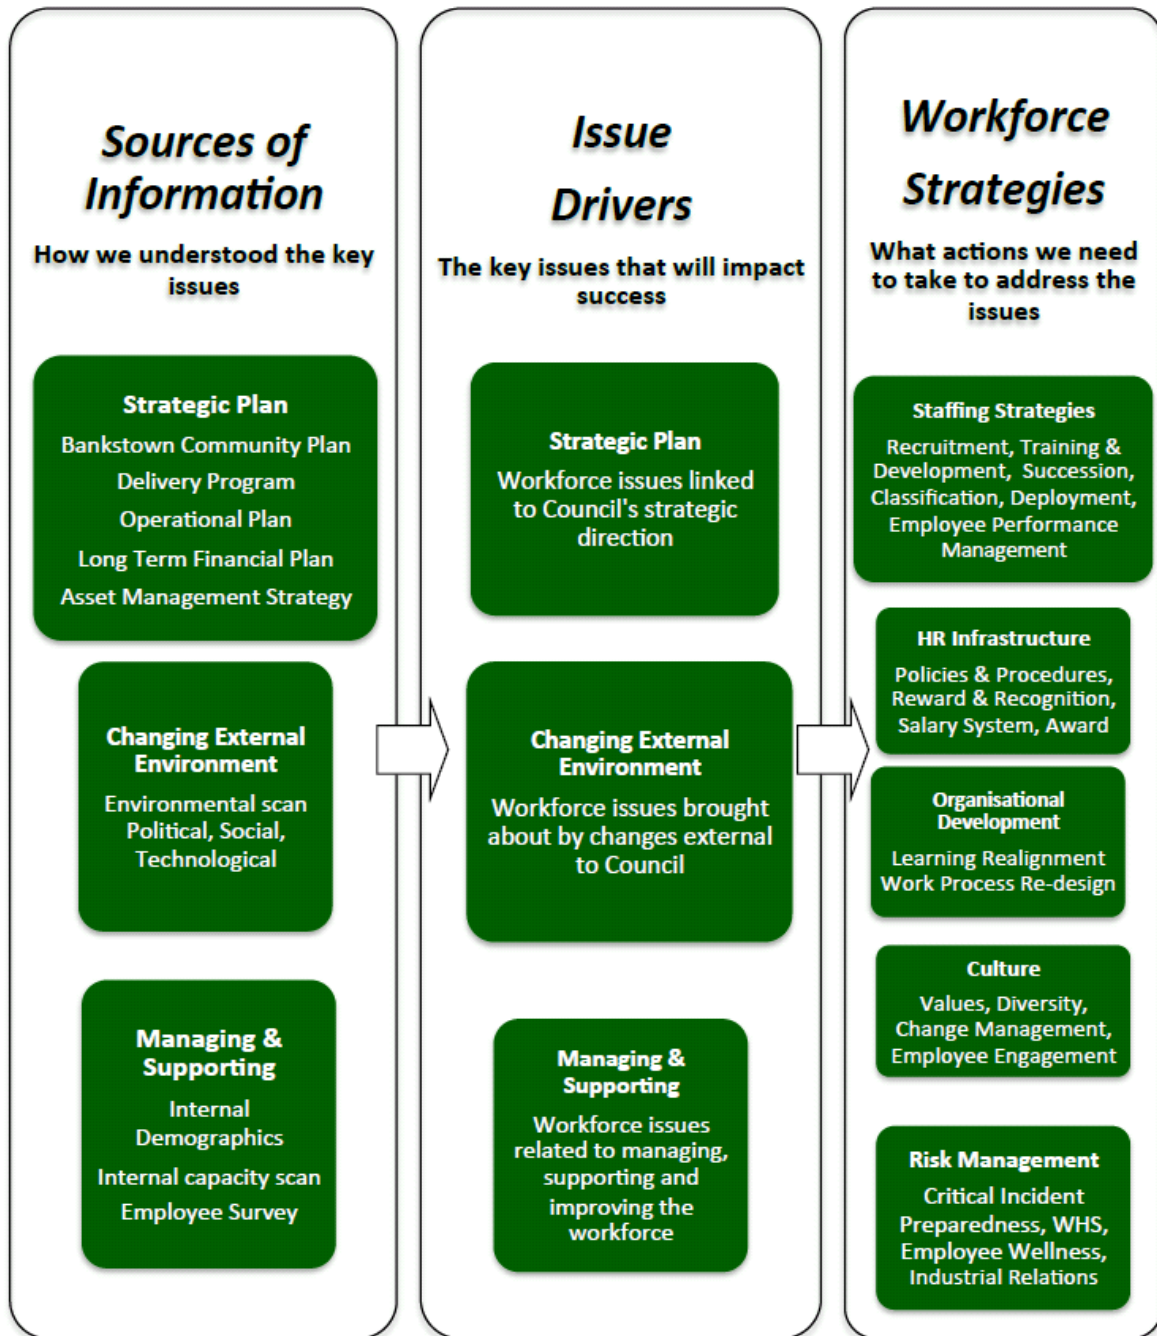 Sources of
Information
How we understood the key
issues
Strategic Plan
Bankstown Community Plan
Delivery Program
Operational Plan
Long Term Financial Plan
Asset Management Strategy
Changing External
Environment
Environmental scan
Political, Social,
Technological
Managing &
Supporting
Internal
Demographics
Internal capacity scan
Employee Survey
Issue
Drivers
The key issues that will impact
success
Strategic Plan
Workforce issues linked
to Council's strategic
direction
Changing External
Environment
Workforce issues brought
about by changes external
to Council
Managing &
Supporting
Workforce issues
related to managing,
supporting and
improving the
workforce
Workforce
Strategies
What actions we need
to take to address the
issues
Staffing Strategies
Recruitment, Training &
Development, Succession,
Classification, Deployment,
Employee Performance
Management
HR Infrastructure
Policies & Procedures,
Reward & Recognition,
Salary System, Award
Organisational
Development
Learning Realignment
Work Process Re-design
Culture
Values, Diversity,
Change Management,
Employee Engagement
Risk Management
Critical Incident
Preparedness, WHS,
Employee Wellness,
Industrial Relations